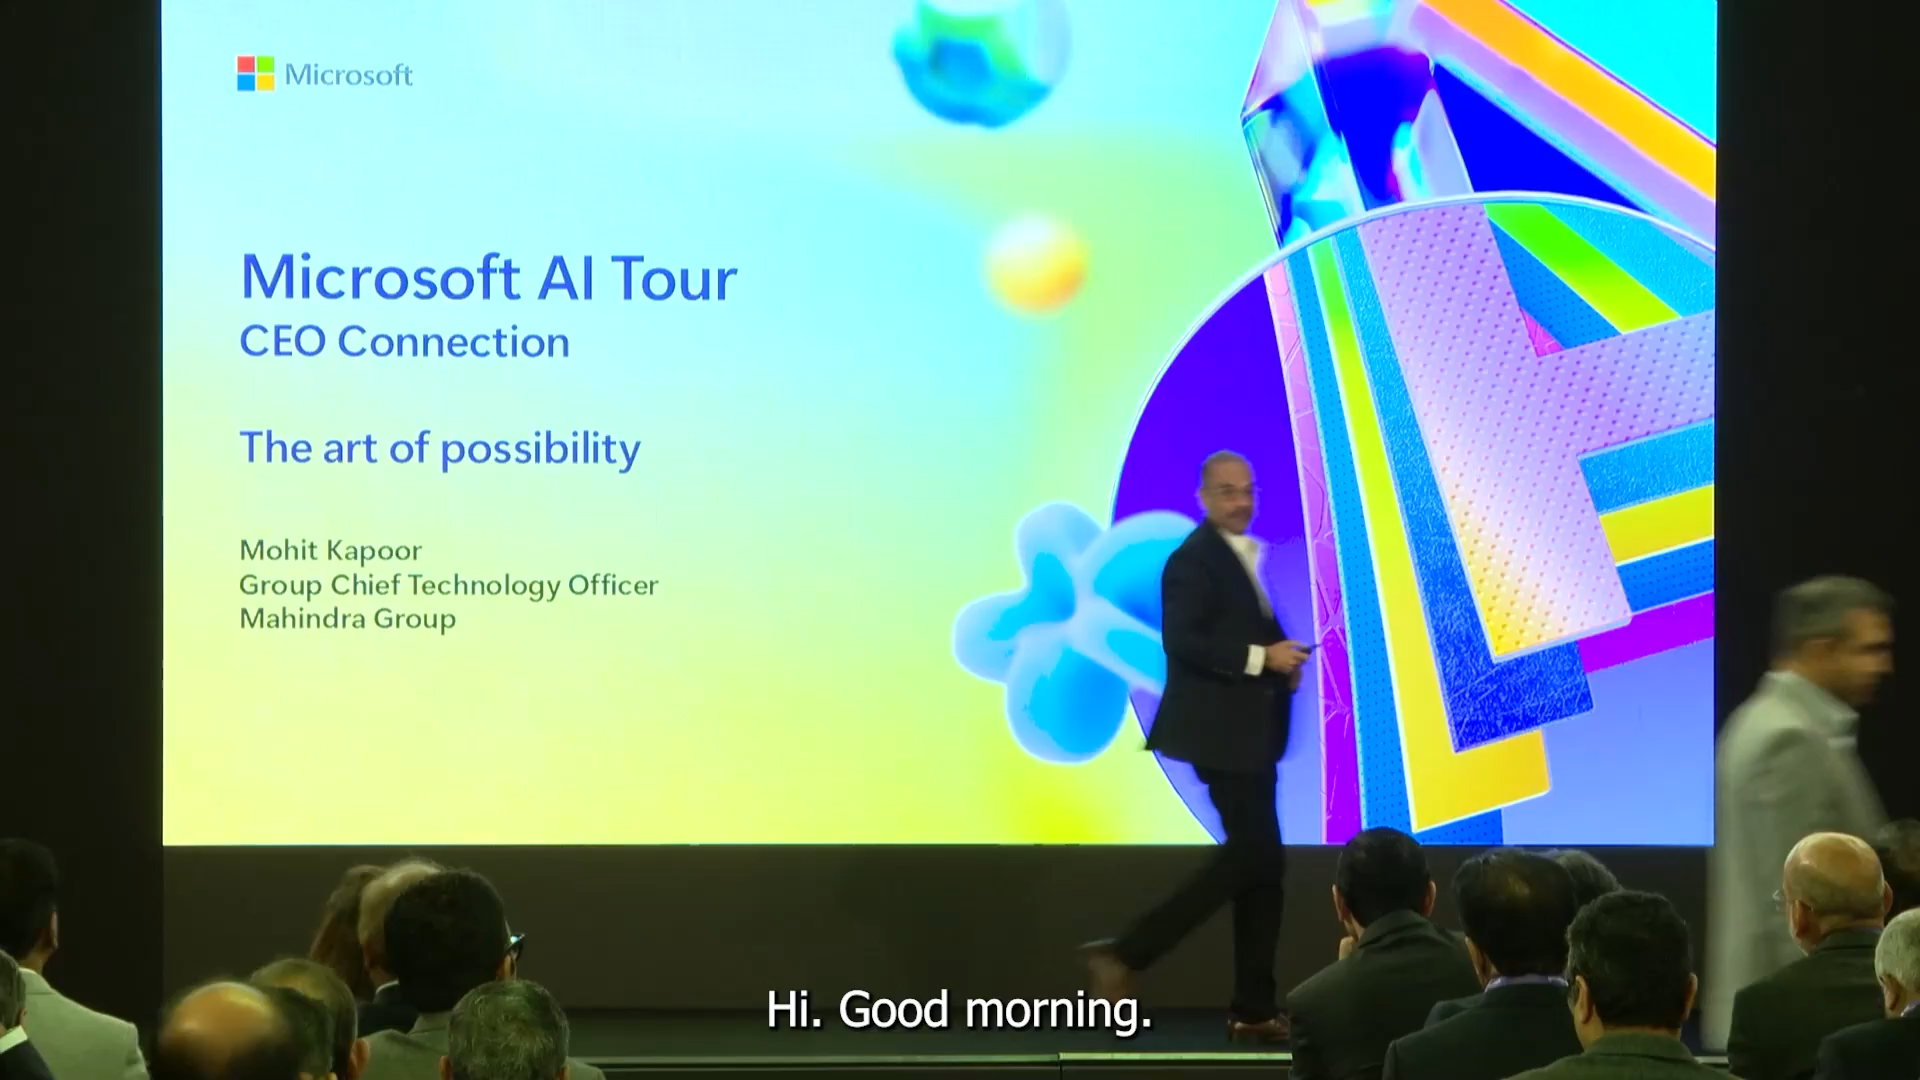 Microsoft
Microsoft AI Tour
CEO Connection
The art of possibility
Mohit Kapoor
Group Chief Technology Officer
Mahindra Group
Hi. Good morning.